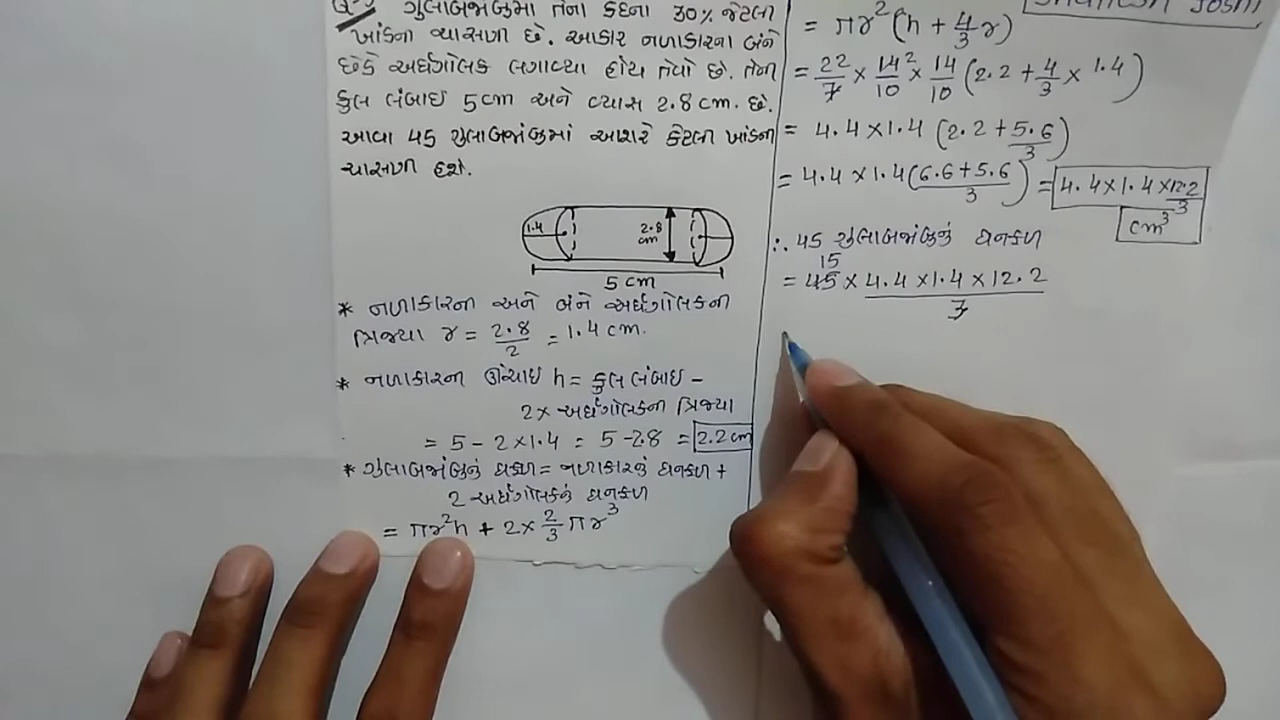 ગુલાબજાંબુમાં તેના કદના 30% જેટલી
ખાંડની ચાસણી છે. આકાર નળાકારના બંને
છેડે અર્ધગોલક લગાવ્યા હોય તેવો છે. તેની
કુલ લંબાઇ 5cm અને વ્યાસ 2.8 cm. છે.
આવા 45 ગુલાબજાંબુમાં આશરે કેટલી ખાંડની
ચાસણી હશે.
1.4
2.8
cm
5 cm
* નળાકારની અને બંને અર્ધગોલકની
ત્રિજ્યા r = 2.8/2 = 1.4 cm.
* નળાકારની ઊંચાઇ h = કુલ લંબાઇ -
2x અર્ધગોલકની ત્રિજ્યા
= 5 - 2×1.4 = 5-2.8 = 2.2 cm
* ગુલાબજાંબુનું ઘનફળ = નળાકારનું ઘનફળ +
2 અર્ધગોલકનું ઘનફળ
= πr²h + 2× 2/3 πr³
Joshi
= πr²(h + 4/3 r)
= 22/7 × 14²/10 × 14/10 (2.2 + 4/3 × 1.4)
= 4.4 ×1.4 (2.2 + 5.6/3)
= 4.4 ×1.4 (6.6+5.6/3) = 4.4×1.4×12.2/3 cm³
∴ 45 ગુલાબજાંબુનું ઘનફળ
15
= 45 × 4.4 ×1.4 × 12.2/3